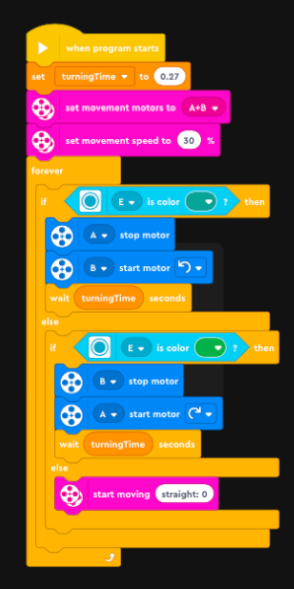 when program starts
set turningTime to 0.27
set movement motors to A+B
set movement speed to 30 %
forever
if E is color ? then
A stop motor
B start motor
wait turningTime seconds
else
if E is color ? then
B stop motor
A start motor
wait turningTime seconds
else
start moving straight: 0